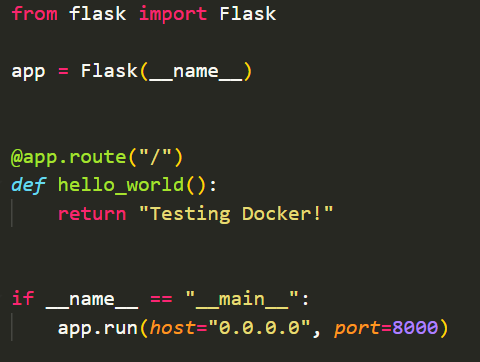 from flask import Flask
app = Flask(__name__)
@app.route("/")
def hello_world():
    return "Testing Docker!"
if __name__ == "__main__":
    app.run(host="0.0.0.0", port=8000)